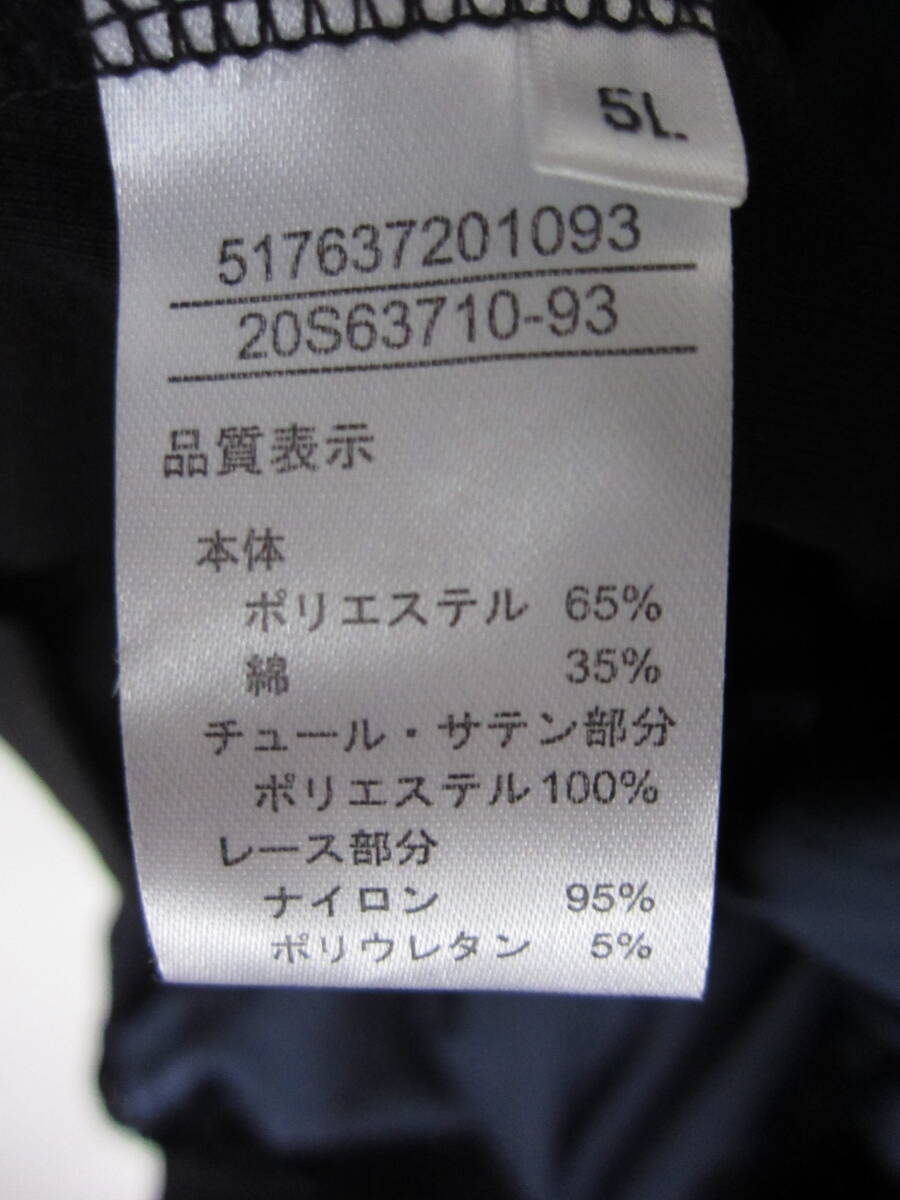 5L
517637201093
20S63710-93
品質表示
本体
ポリエステル 65%
綿 35%
チュール・サテン部分
ポリエステル100%
レース部分
ナイロン 95%
ポリウレタン 5%